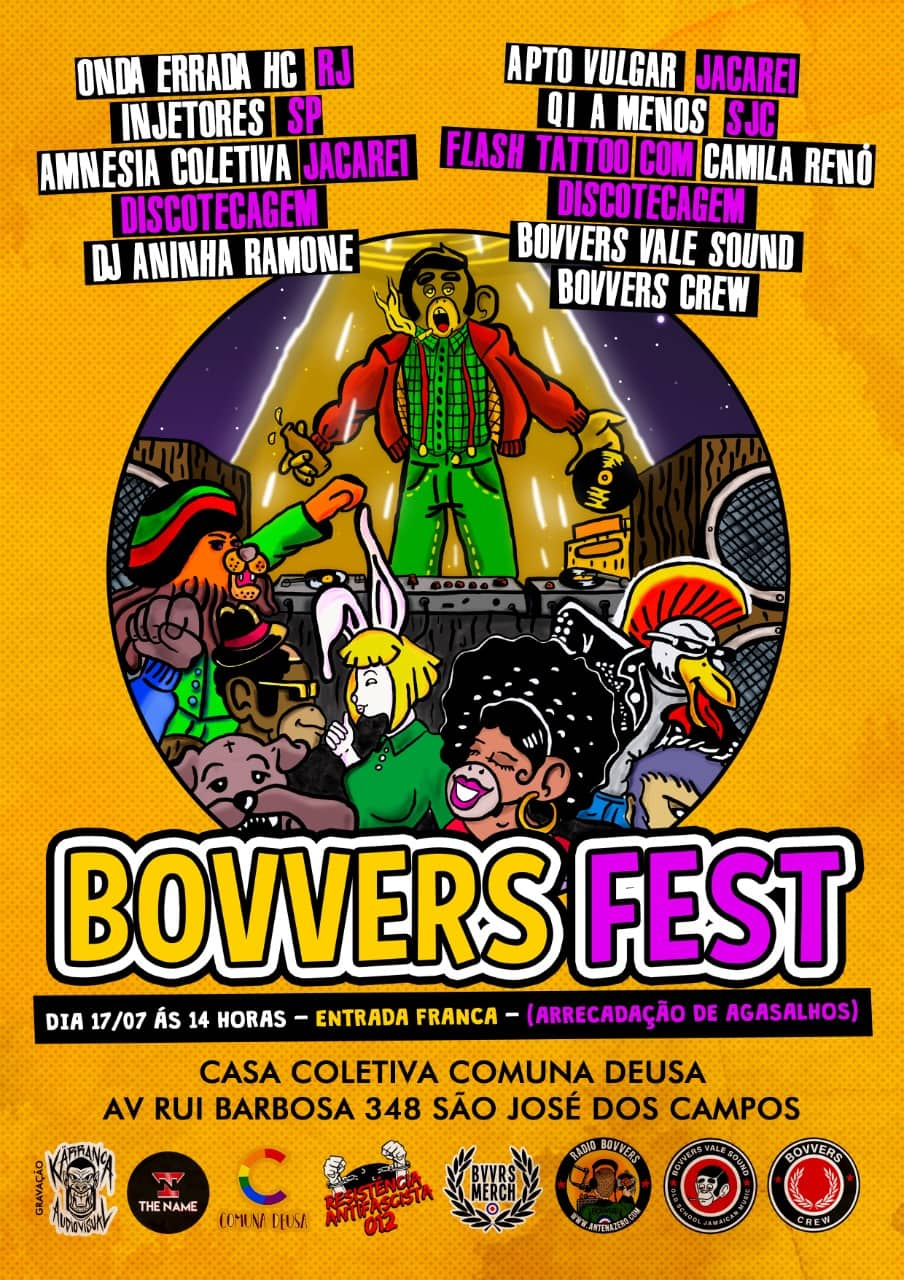 ONDA ERRADA HC RJ
INJETORES SP
AMNESIA COLETIVA JACAREI
DISCOTECAGEM
DJ ANINHA RAMONE
APTO VULGAR JACAREI
QI A MENOS SJC
FLASH TATTOO COM CAMILA RENÓ
DISCOTECAGEM
BOVVERS VALE SOUND
BOVVERS CREW
BOVVERS FEST
DIA 17/07 ÁS 14 HORAS – ENTRADA FRANCA – (ARRECADAÇÃO DE AGASALHOS)
CASA COLETIVA COMUNA DEUSA
AV RUI BARBOSA 348 SÃO JOSÉ DOS CAMPOS
GRAVAÇÃO
KÄRRANCA
AUDIOVISUAL
THE NAME
COMUNA DEUSA
RESISTÊNCIA
ANTIFASCISTA
012
BVVRS
MERCH
RADIO BOVVERS
WWW.ANTENAZERO.COM
BOVVERS VALE SOUND
OLD SCHOOL JAMAICAN MUSIC
BOVVERS
CREW